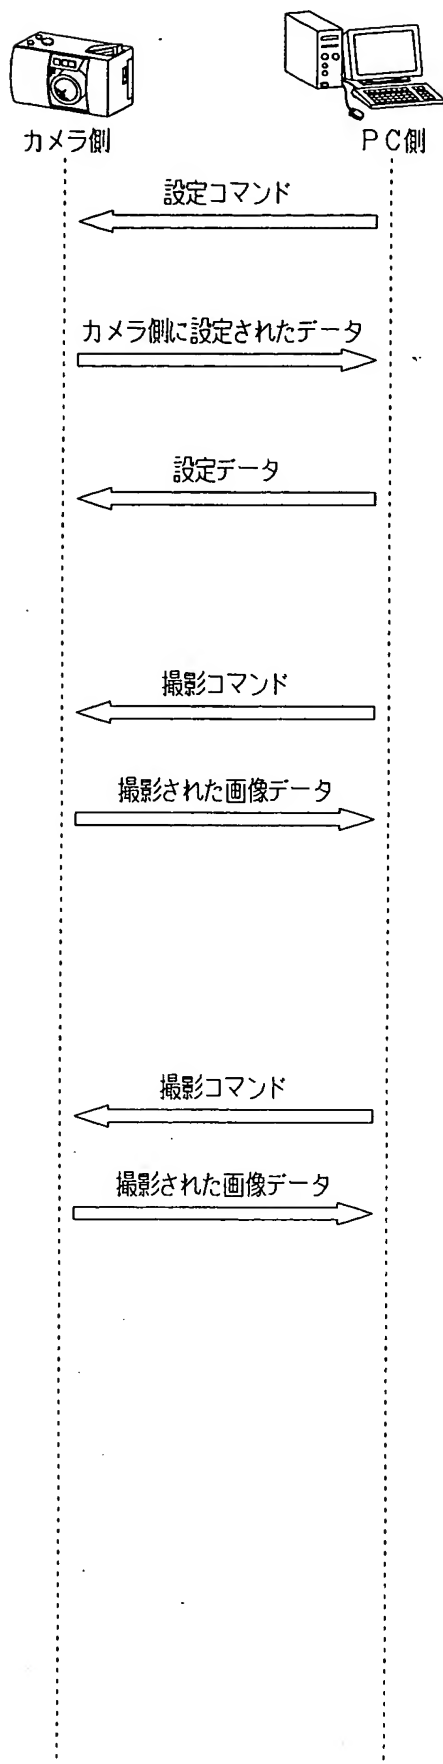 カメラ側
ＰＣ側
設定コマンド
カメラ側に設定されたデータ
設定データ
撮影コマンド
撮影された画像データ
撮影コマンド
撮影された画像データ